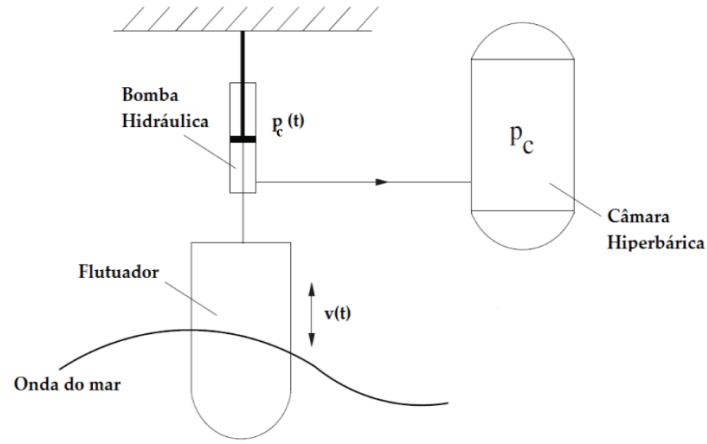 Bomba
Hidráulica
p_c(t)
p_c
Câmara
Hiperbárica
Flutuador
v(t)
Onda do mar